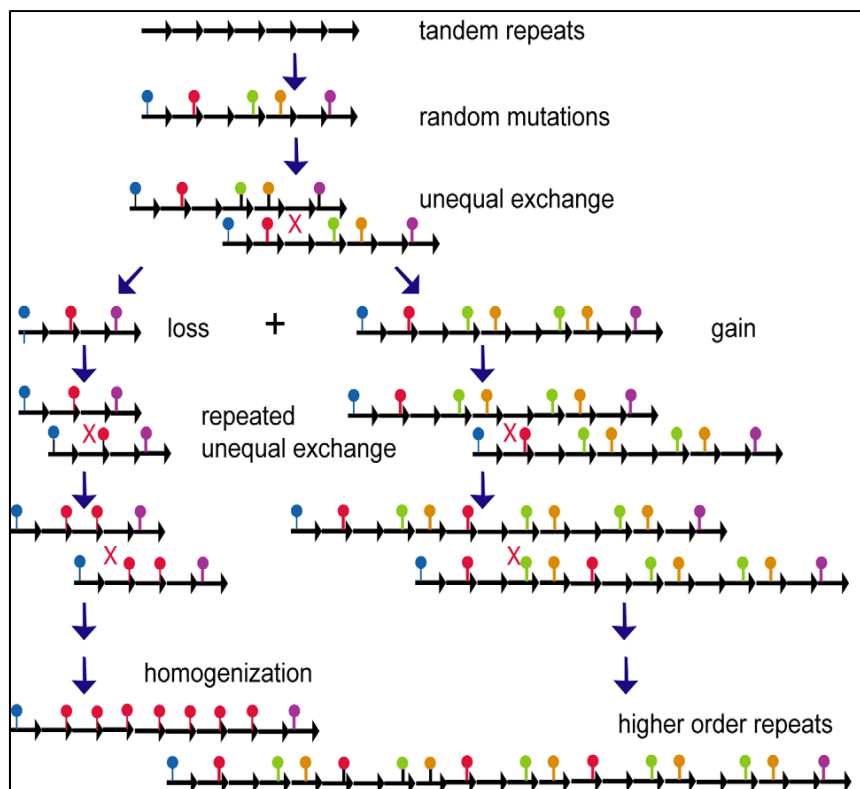 tandem repeats
random mutations
unequal exchange
X
loss
+
gain
repeated
unequal exchange
X
X
X
X
homogenization
higher order repeats